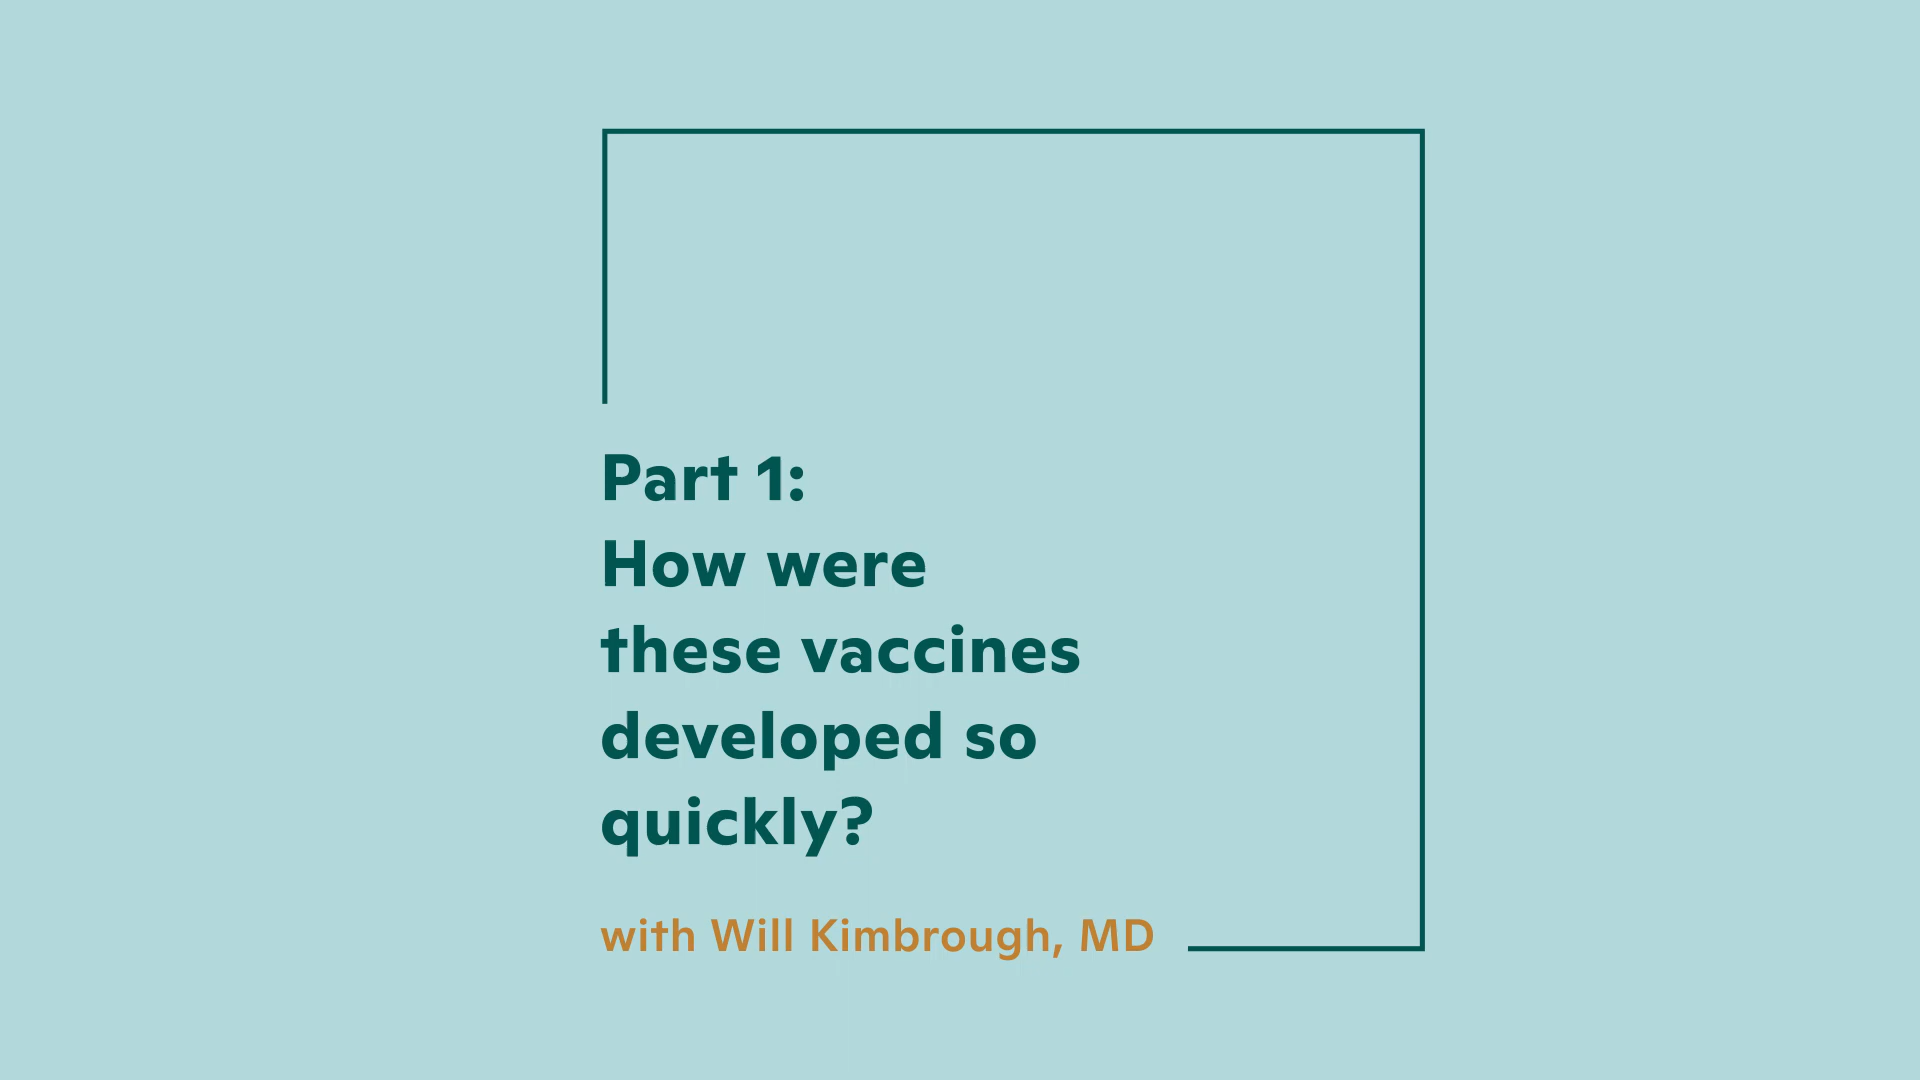 Part 1:
How were
these vaccines
developed so
quickly?
with Will Kimbrough, MD